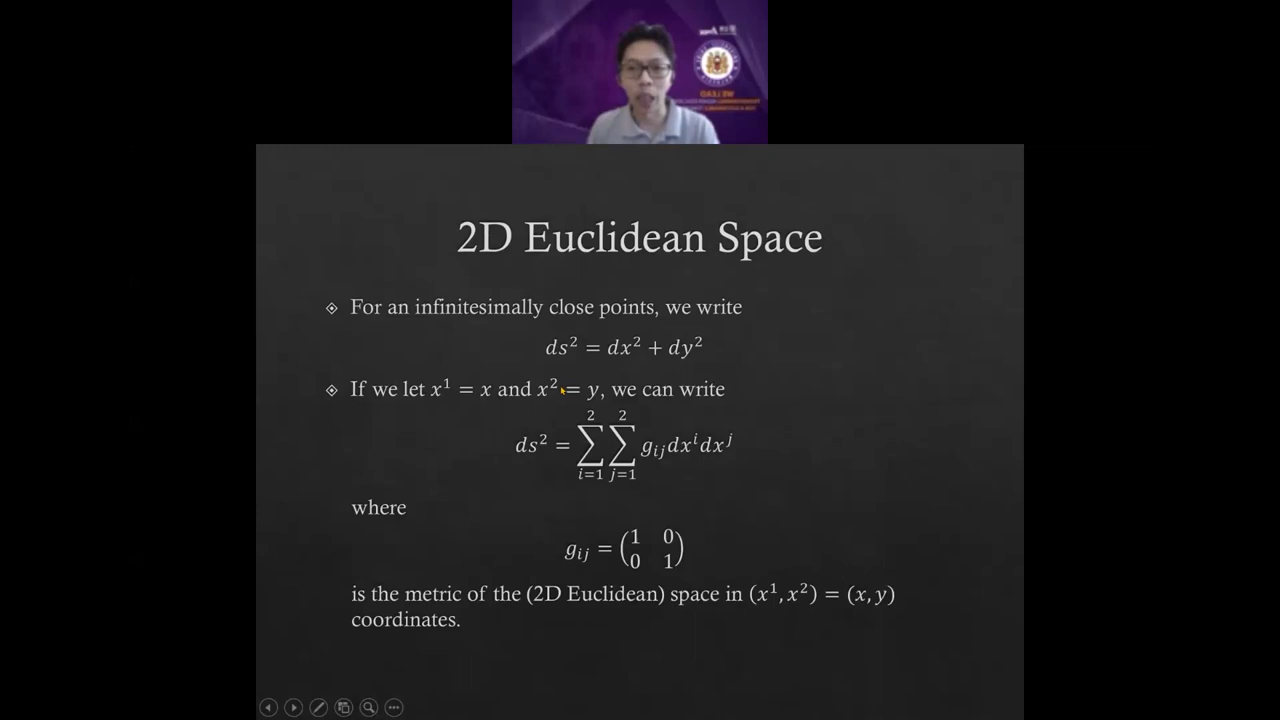 WE LEAD
2D Euclidean Space
For an infinitesimally close points, we write
ds² = dx² + dy²
If we let x¹ = x and x² = y, we can write
ds² = ∑_{i=1}^{2} ∑_{j=1}^{2} g_{ij} dx^i dx^j
where
g_{ij} = (1 0
0 1)
is the metric of the (2D Euclidean) space in (x¹, x²) = (x, y)
coordinates.